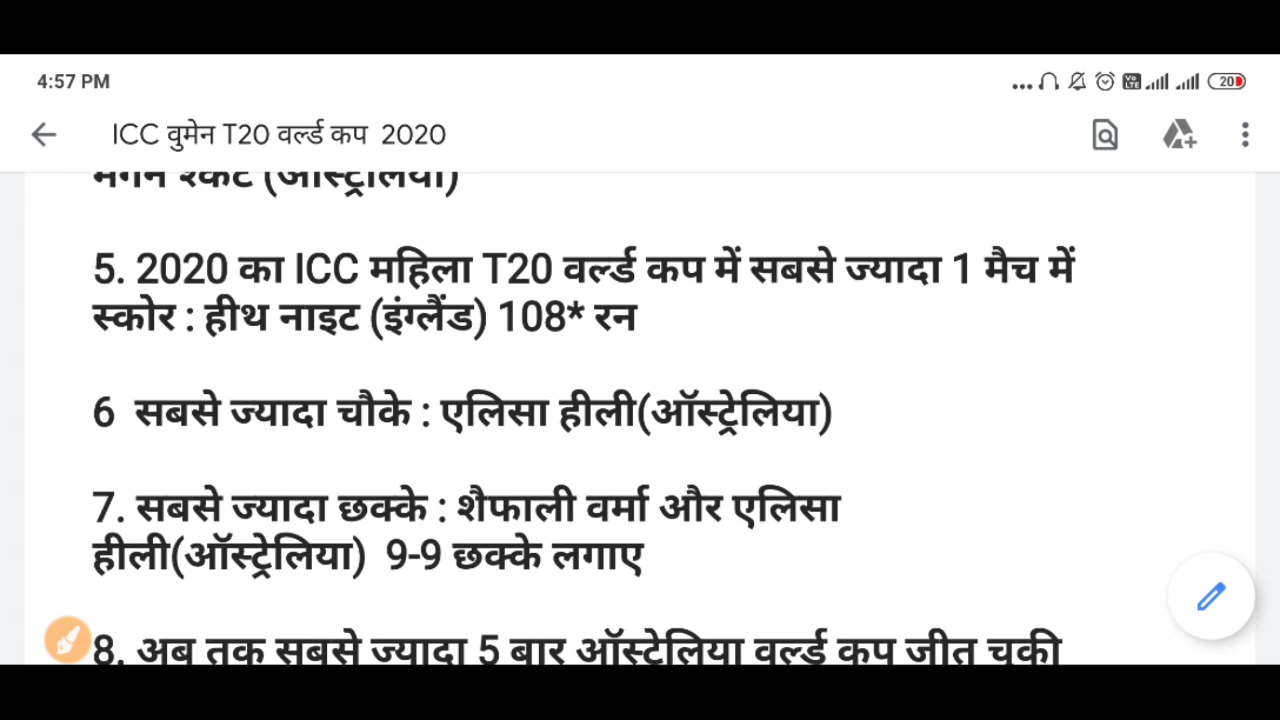 4:57 PM
20
ICC वुमेन T20 वर्ल्ड कप 2020
(ऑस्ट्रेलिया)
5. 2020 का ICC महिला T20 वर्ल्ड कप में सबसे ज्यादा 1 मैच में
स्कोर : हीथ नाइट (इंग्लैंड) 108* रन
6 सबसे ज्यादा चौके : एलिसा हीली(ऑस्ट्रेलिया)
7. सबसे ज्यादा छक्के : शैफाली वर्मा और एलिसा
हीली(ऑस्ट्रेलिया) 9-9 छक्के लगाए
8. अब तक सबसे ज्यादा 5 बार ऑस्ट्रेलिया वर्ल्ड कप जीत चुकी